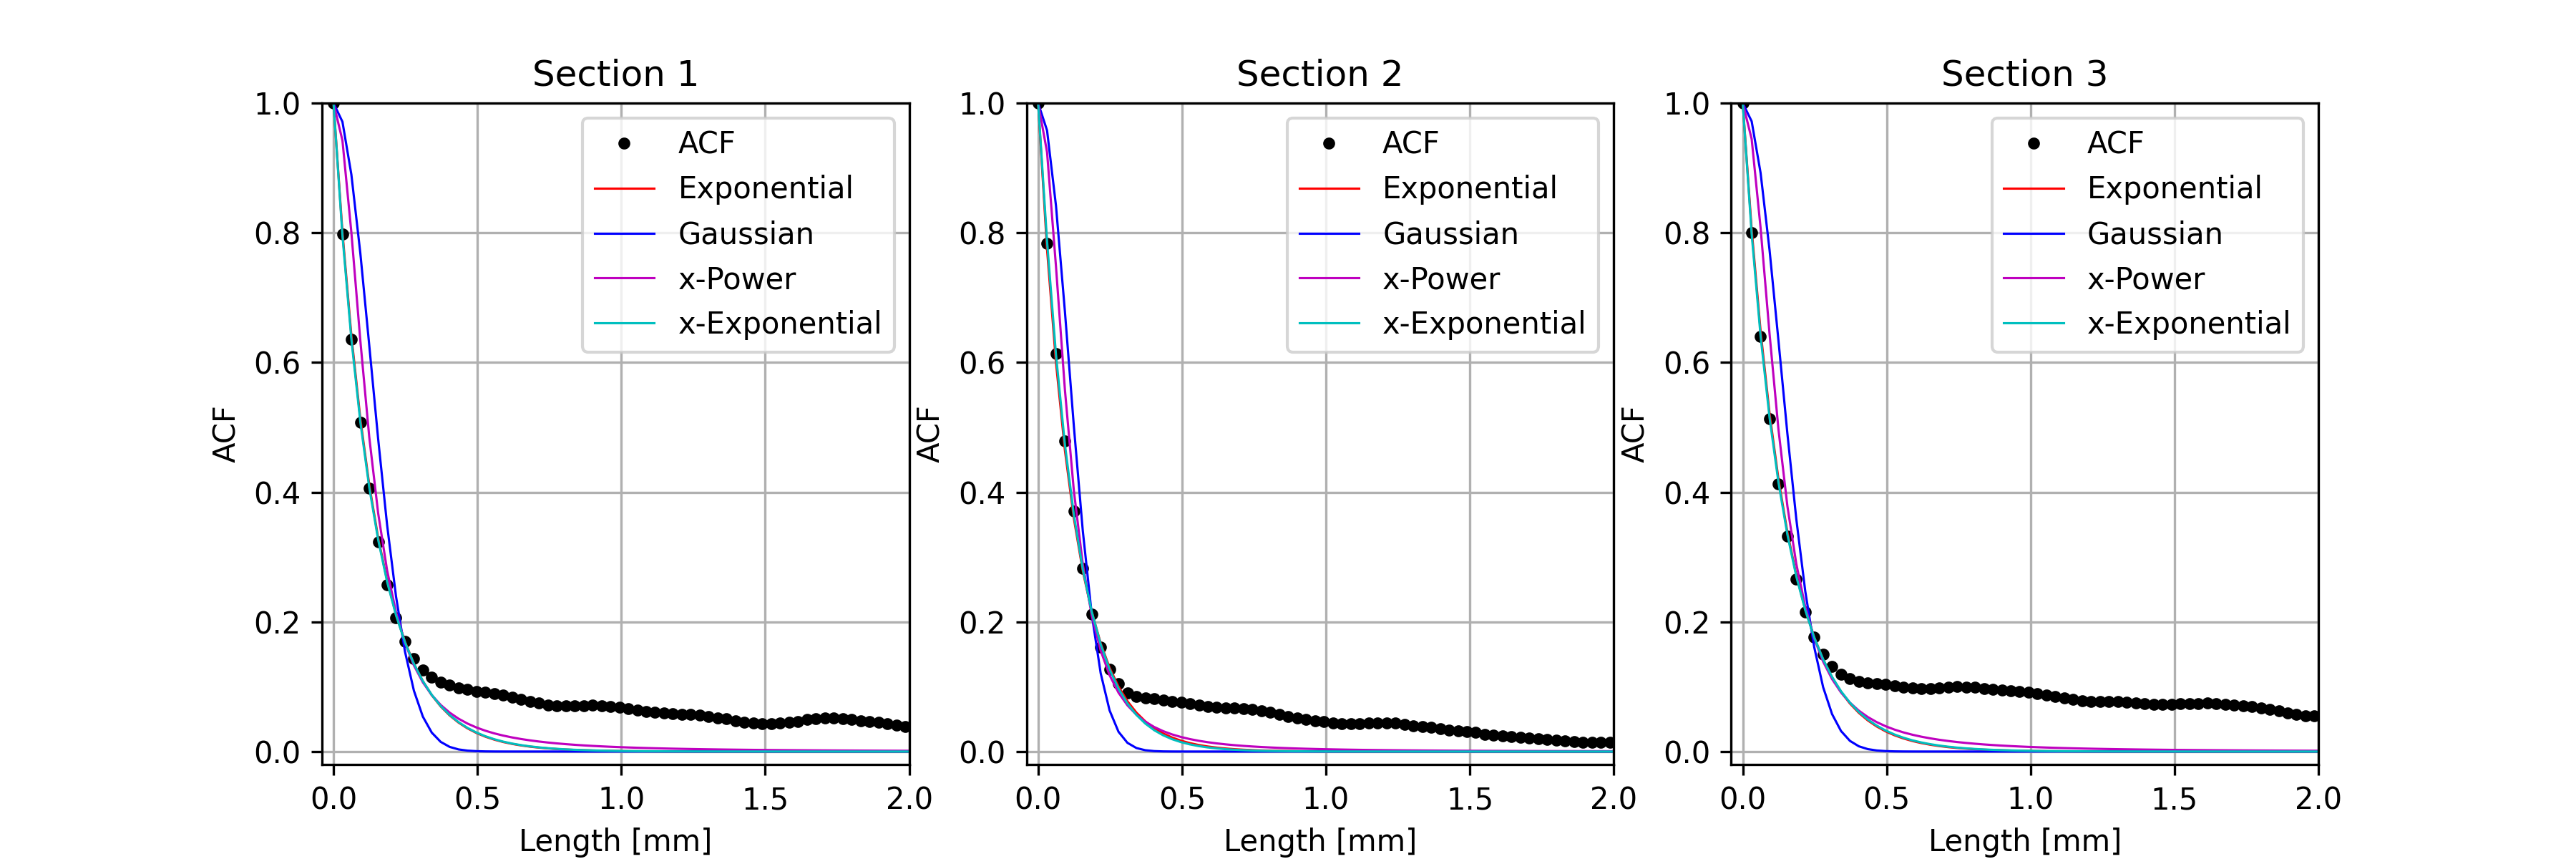 Section 1
1.0
0.8
0.6
0.4
0.2
0.0
ACF
ACF
Exponential
Gaussian
x-Power
x-Exponential
0.0 0.5 1.0 1.5 2.0
Length [mm]
Section 2
1.0
0.8
0.6
0.4
0.2
0.0
ACF
ACF
Exponential
Gaussian
x-Power
x-Exponential
0.0 0.5 1.0 1.5 2.0
Length [mm]
Section 3
1.0
0.8
0.6
0.4
0.2
0.0
ACF
ACF
Exponential
Gaussian
x-Power
x-Exponential
0.0 0.5 1.0 1.5 2.0
Length [mm]